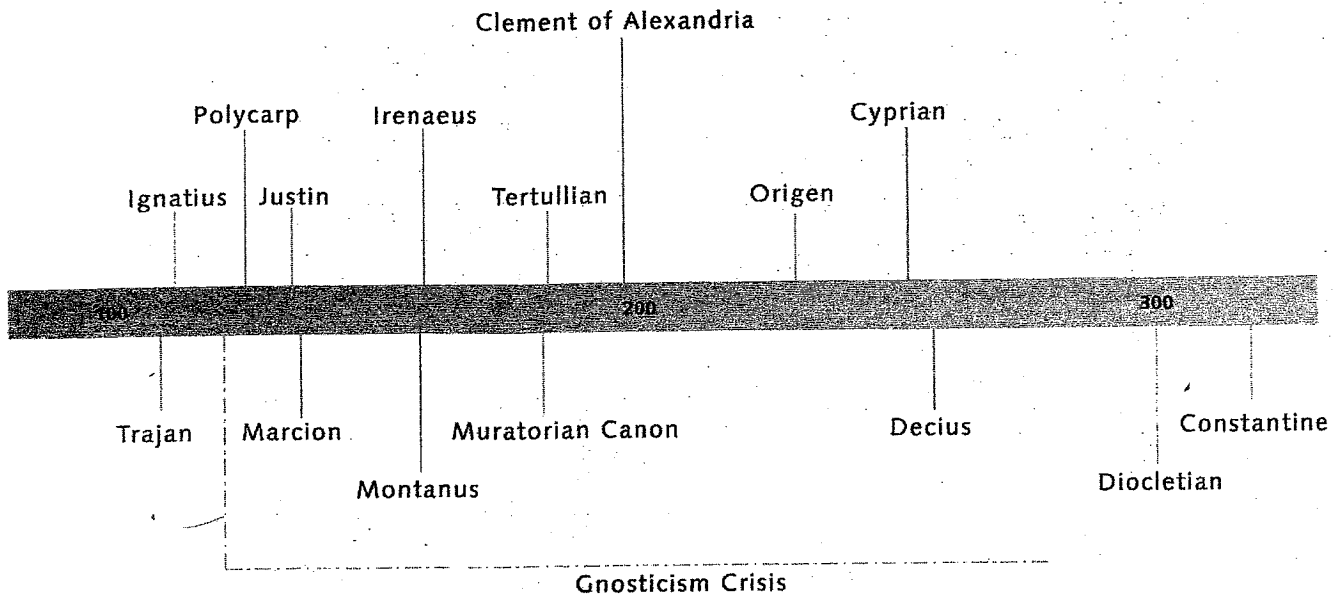 Clement of Alexandria
Polycarp Irenaeus Cyprian
Ignatius Justin Tertullian Origen
100 200 300
Trajan Marcion Muratorian Canon Decius Constantine
Montanus Diocletian
Gnosticism Crisis